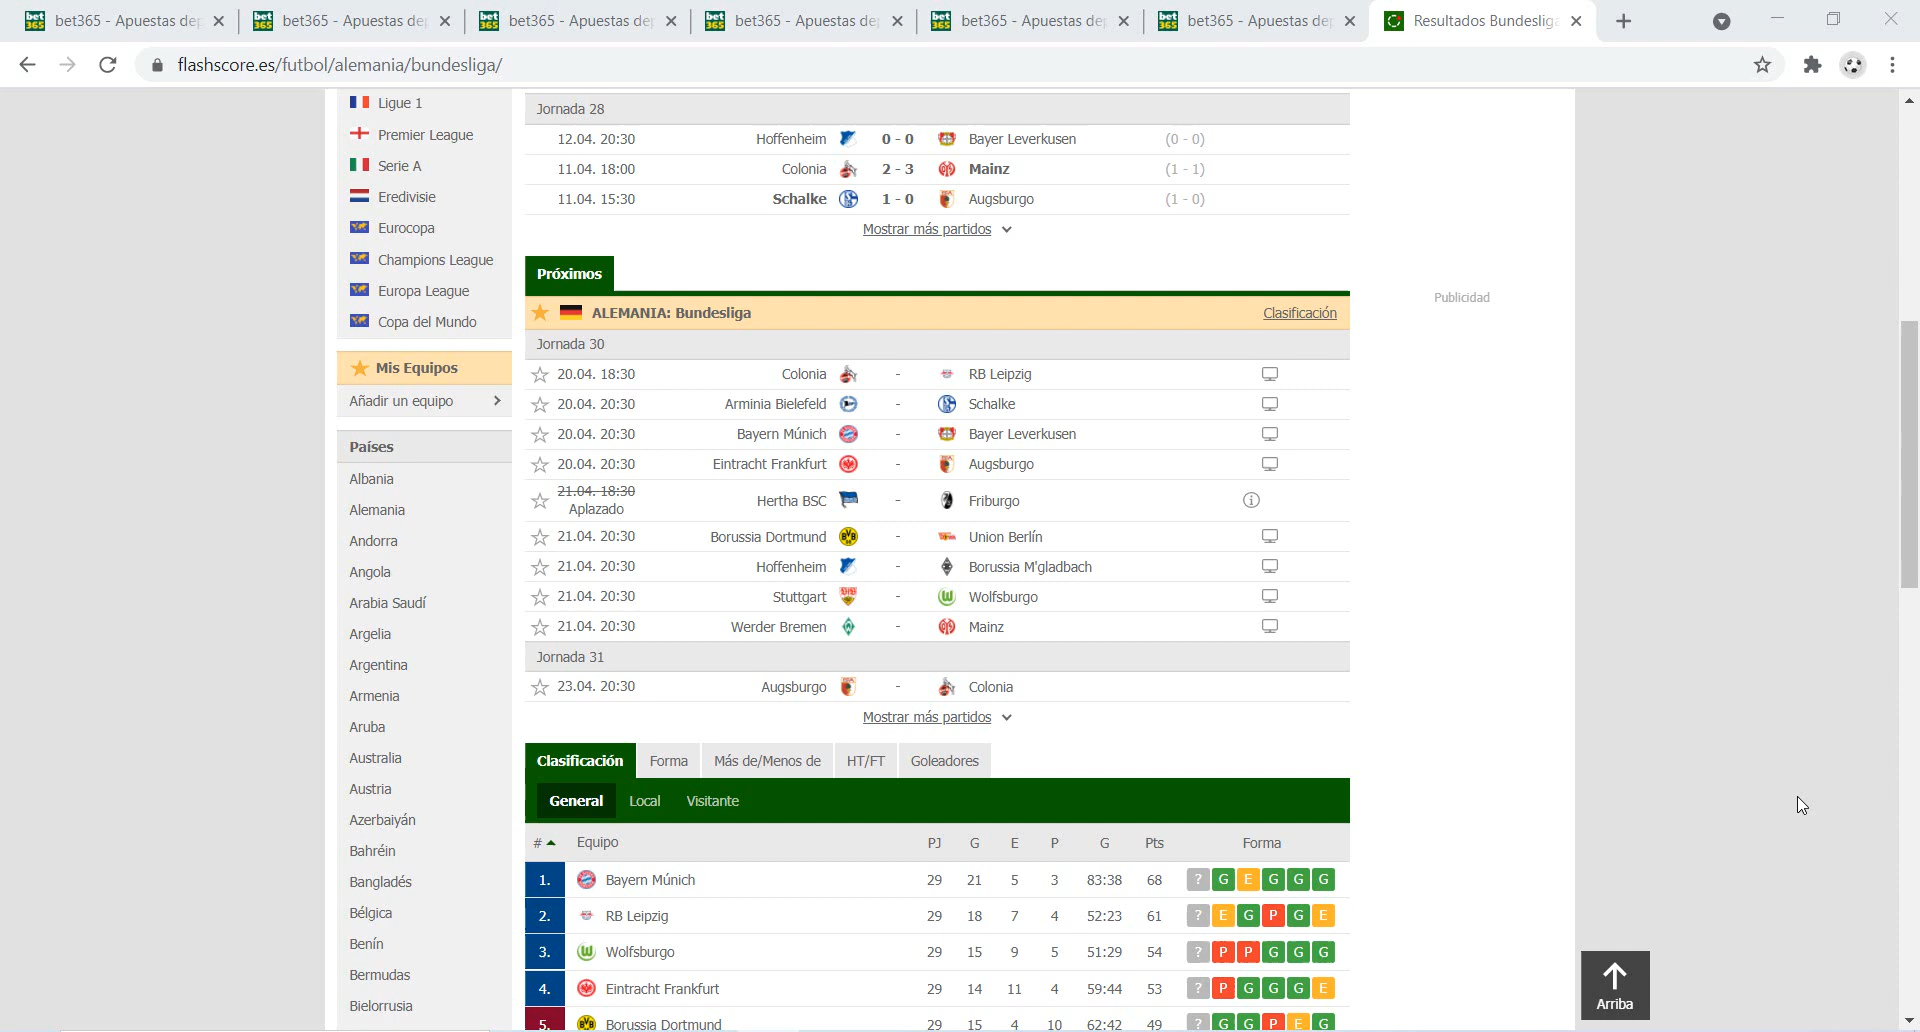 bet365 - Apuestas de
bet365 - Apuestas de
bet365 - Apuestas de
bet365 - Apuestas de
bet365 - Apuestas de
bet365 - Apuestas de
Resultados Bundesliga
flashscore.es/futbol/alemania/bundesliga/
Ligue 1
Premier League
Serie A
Eredivisie
Eurocopa
Champions League
Europa League
Copa del Mundo
Mis Equipos
Añadir un equipo
Países
Albania
Alemania
Andorra
Angola
Arabia Saudí
Argelia
Argentina
Armenia
Aruba
Australia
Austria
Azerbaiyán
Bahréin
Bangladés
Bélgica
Benín
Bermudas
Bielorrusia
Jornada 28
12.04. 20:30 Hoffenheim 0 - 0 Bayer Leverkusen (0 - 0)
11.04. 18:00 Colonia 2 - 3 Mainz (1 - 1)
11.04. 15:30 Schalke 1 - 0 Augsburgo (1 - 0)
Mostrar más partidos
Próximos
ALEMANIA: Bundesliga Clasificación
Jornada 30
20.04. 18:30 Colonia - RB Leipzig
20.04. 20:30 Arminia Bielefeld - Schalke
20.04. 20:30 Bayern Múnich - Bayer Leverkusen
20.04. 20:30 Eintracht Frankfurt - Augsburgo
21.04. 18:30
Aplazado Hertha BSC - Friburgo
21.04. 20:30 Borussia Dortmund - Union Berlín
21.04. 20:30 Hoffenheim - Borussia M'gladbach
21.04. 20:30 Stuttgart - Wolfsburgo
21.04. 20:30 Werder Bremen - Mainz
Jornada 31
23.04. 20:30 Augsburgo - Colonia
Mostrar más partidos
Clasificación Forma Más de/Menos de HT/FT Goleadores
General Local Visitante
# Equipo PJ G E P G Pts Forma
1. Bayern Múnich 29 21 5 3 83:38 68 ? G E G G G
2. RB Leipzig 29 18 7 4 52:23 61 ? E G P G E
3. Wolfsburgo 29 15 9 5 51:29 54 ? P P G G G
4. Eintracht Frankfurt 29 14 11 4 59:44 53 ? P G G G E
5. Borussia Dortmund 29 15 4 10 62:42 49 ? G G P E G
Publicidad
Arriba